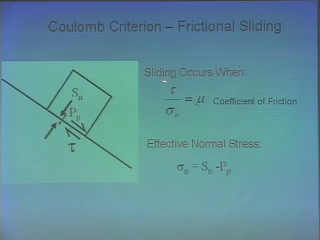 Coulomb Criterion – Frictional Sliding
Sliding Occurs When:
τ / σn = μ Coefficient of Friction
Sn
Pp
τ
Effective Normal Stress:
σn = Sn -Pp